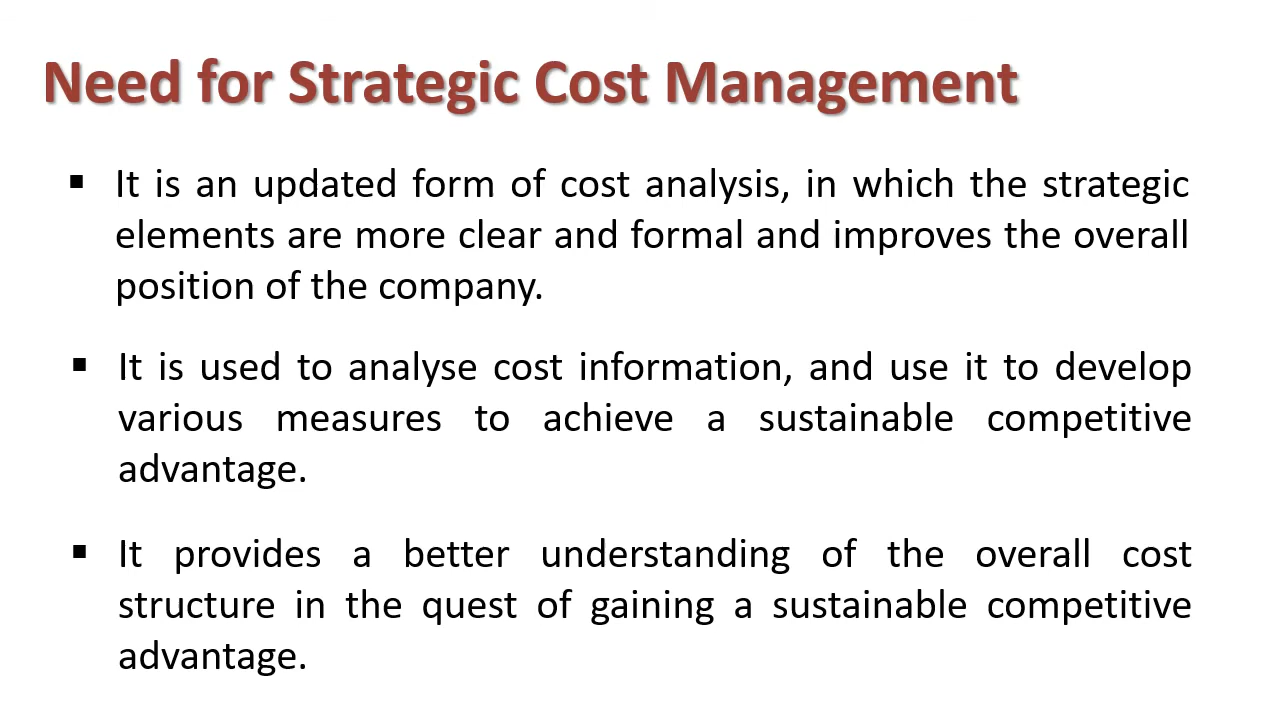 Need for Strategic Cost Management
▪ It is an updated form of cost analysis, in which the strategic
elements are more clear and formal and improves the overall
position of the company.
▪ It is used to analyse cost information, and use it to develop
various measures to achieve a sustainable competitive
advantage.
▪ It provides a better understanding of the overall cost
structure in the quest of gaining a sustainable competitive
advantage.